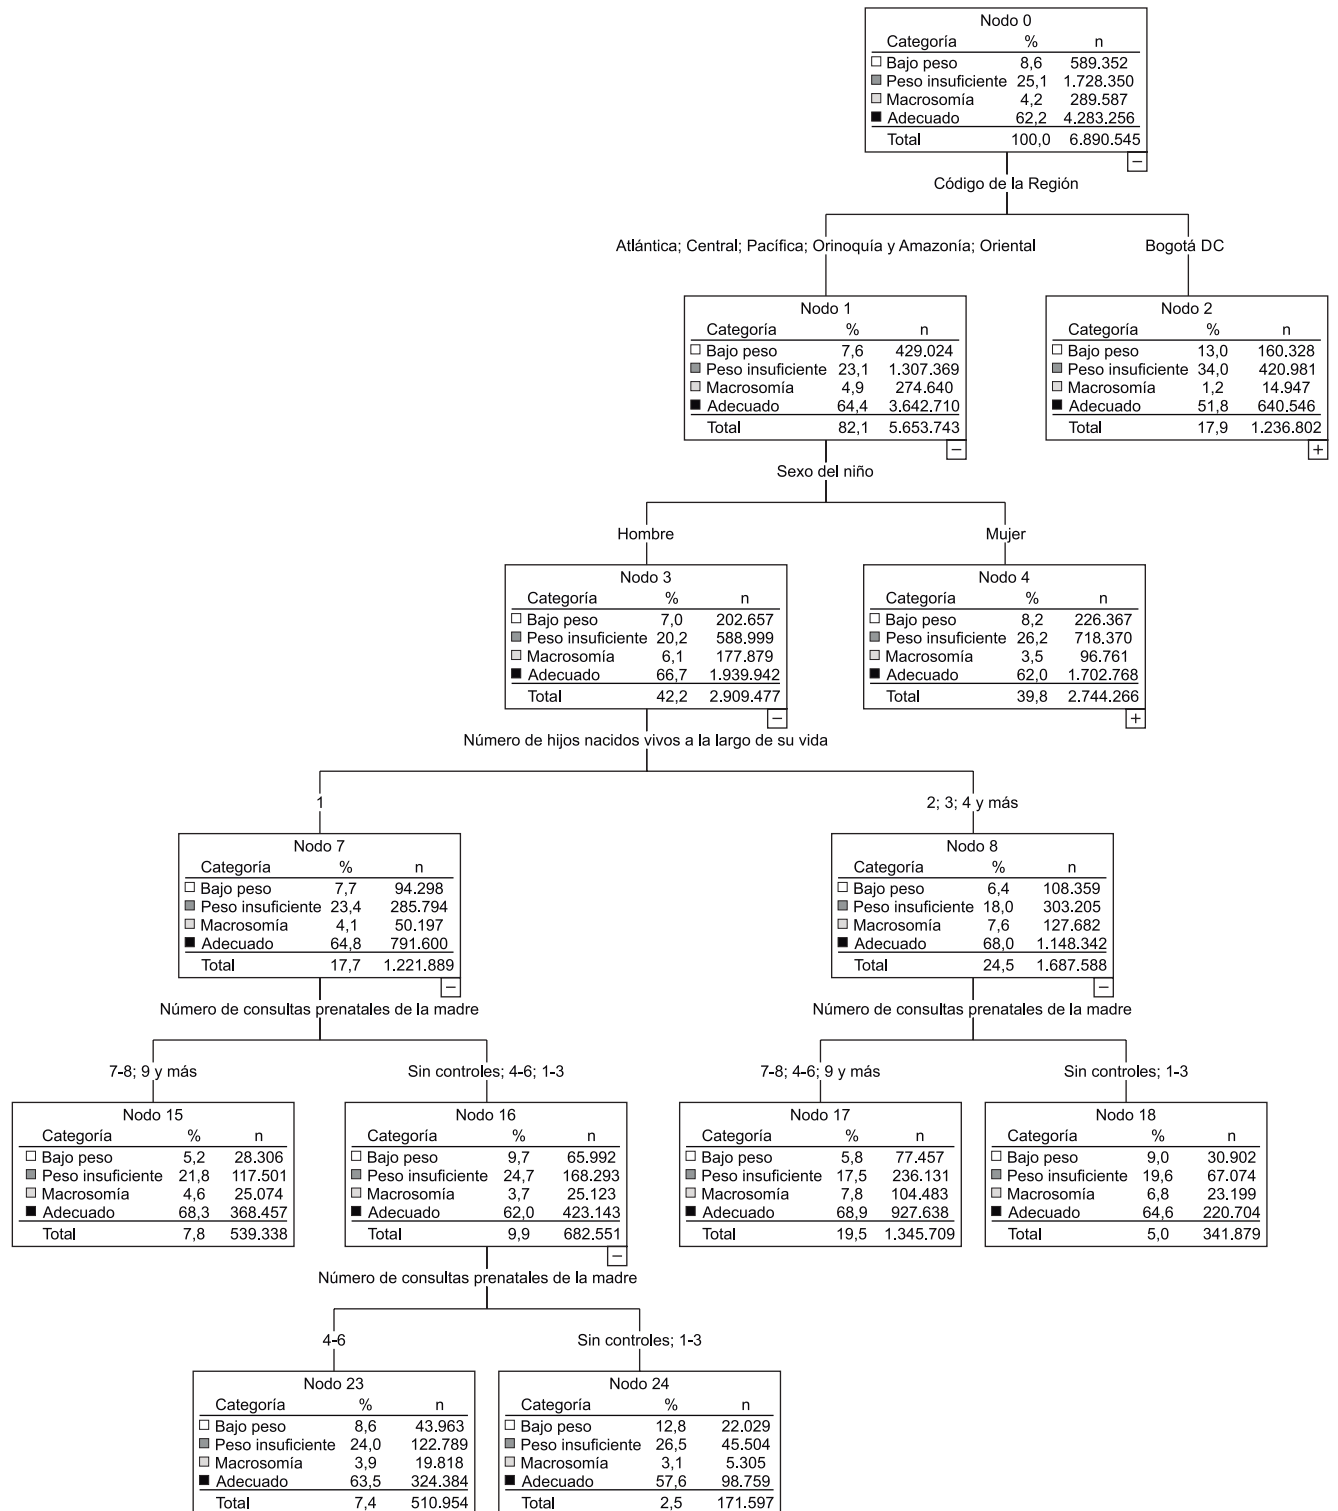 Nodo 0
Categoría % n
Bajo peso 8,6 589.352
Peso insuficiente 25,1 1.728.350
Macrosomía 4,2 289.587
Adecuado 62,2 4.283.256
Total 100,0 6.890.545
−
Código de la Región
Atlántica; Central; Pacífica; Orinoquía y Amazonía; Oriental
Bogotá DC
Nodo 1
Categoría % n
Bajo peso 7,6 429.024
Peso insuficiente 23,1 1.307.369
Macrosomía 4,9 274.640
Adecuado 64,4 3.642.710
Total 82,1 5.653.743
−
Nodo 2
Categoría % n
Bajo peso 13,0 160.328
Peso insuficiente 34,0 420.981
Macrosomía 1,2 14.947
Adecuado 51,8 640.546
Total 17,9 1.236.802
+
Sexo del niño
Hombre
Mujer
Nodo 3
Categoría % n
Bajo peso 7,0 202.657
Peso insuficiente 20,2 588.999
Macrosomía 6,1 177.879
Adecuado 66,7 1.939.942
Total 42,2 2.909.477
−
Nodo 4
Categoría % n
Bajo peso 8,2 226.367
Peso insuficiente 26,2 718.370
Macrosomía 3,5 96.761
Adecuado 62,0 1.702.768
Total 39,8 2.744.266
+
Número de hijos nacidos vivos a la largo de su vida
1
2; 3; 4 y más
Nodo 7
Categoría % n
Bajo peso 7,7 94.298
Peso insuficiente 23,4 285.794
Macrosomía 4,1 50.197
Adecuado 64,8 791.600
Total 17,7 1.221.889
−
Nodo 8
Categoría % n
Bajo peso 6,4 108.359
Peso insuficiente 18,0 303.205
Macrosomía 7,6 127.682
Adecuado 68,0 1.148.342
Total 24,5 1.687.588
−
Número de consultas prenatales de la madre
Número de consultas prenatales de la madre
7-8; 9 y más
Sin controles; 4-6; 1-3
7-8; 4-6; 9 y más
Sin controles; 1-3
Nodo 15
Categoría % n
Bajo peso 5,2 28.306
Peso insuficiente 21,8 117.501
Macrosomía 4,6 25.074
Adecuado 68,3 368.457
Total 7,8 539.338
Nodo 16
Categoría % n
Bajo peso 9,7 65.992
Peso insuficiente 24,7 168.293
Macrosomía 3,7 25.123
Adecuado 62,0 423.143
Total 9,9 682.551
−
Nodo 17
Categoría % n
Bajo peso 5,8 77.457
Peso insuficiente 17,5 236.131
Macrosomía 7,8 104.483
Adecuado 68,9 927.638
Total 19,5 1.345.709
Nodo 18
Categoría % n
Bajo peso 9,0 30.902
Peso insuficiente 19,6 67.074
Macrosomía 6,8 23.199
Adecuado 64,6 220.704
Total 5,0 341.879
Número de consultas prenatales de la madre
4-6
Sin controles; 1-3
Nodo 23
Categoría % n
Bajo peso 8,6 43.963
Peso insuficiente 24,0 122.789
Macrosomía 3,9 19.818
Adecuado 63,5 324.384
Total 7,4 510.954
Nodo 24
Categoría % n
Bajo peso 12,8 22.029
Peso insuficiente 26,5 45.504
Macrosomía 3,1 5.305
Adecuado 57,6 98.759
Total 2,5 171.597